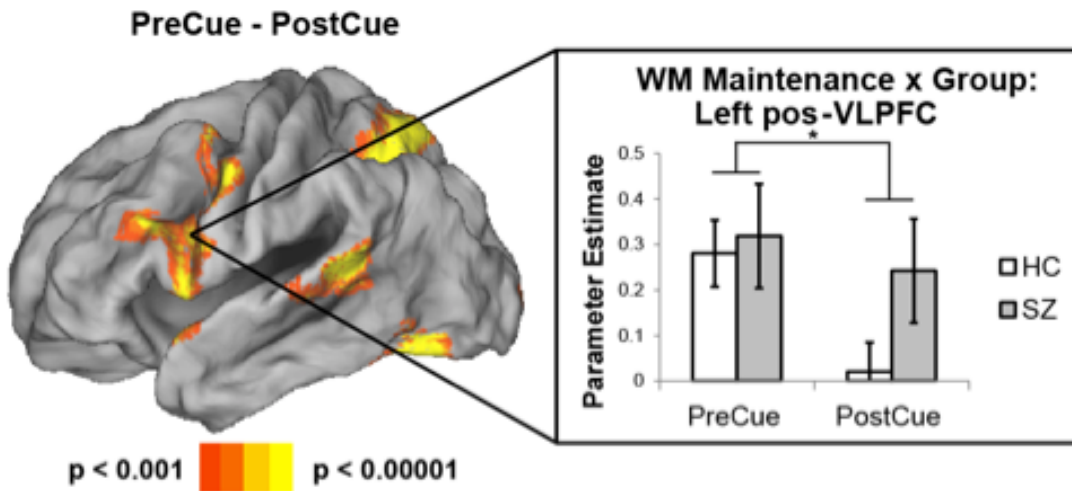 PreCue - PostCue
WM Maintenance x Group:
Left pos-VLPFC
*
Parameter Estimate
0.5
0.4
0.3
0.2
0.1
0
PreCue
PostCue
HC
SZ
p < 0.001
p < 0.00001